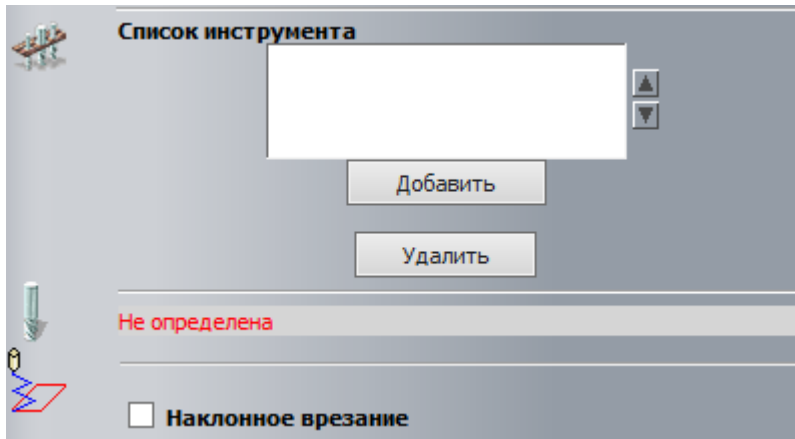 Список инструмента
Добавить
Удалить
Не определена
Наклонное врезание